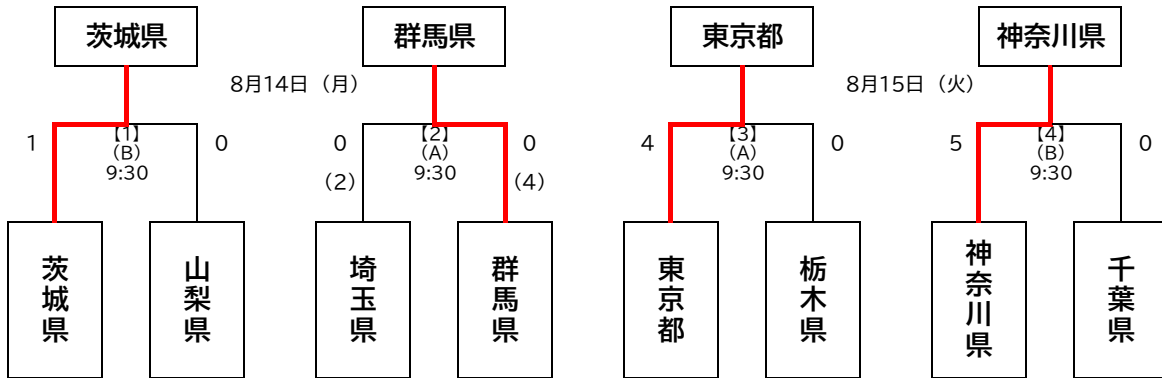 茨城県
群馬県
東京都
神奈川県
8月14日（月）
8月15日（火）
1
【1】
（B）
9:30
0
0
（2）
【2】
（A）
9:30
0
（4）
4
【3】
（A）
9:30
0
5
【4】
（B）
9:30
0
茨城県
山梨県
埼玉県
群馬県
東京都
栃木県
神奈川県
千葉県